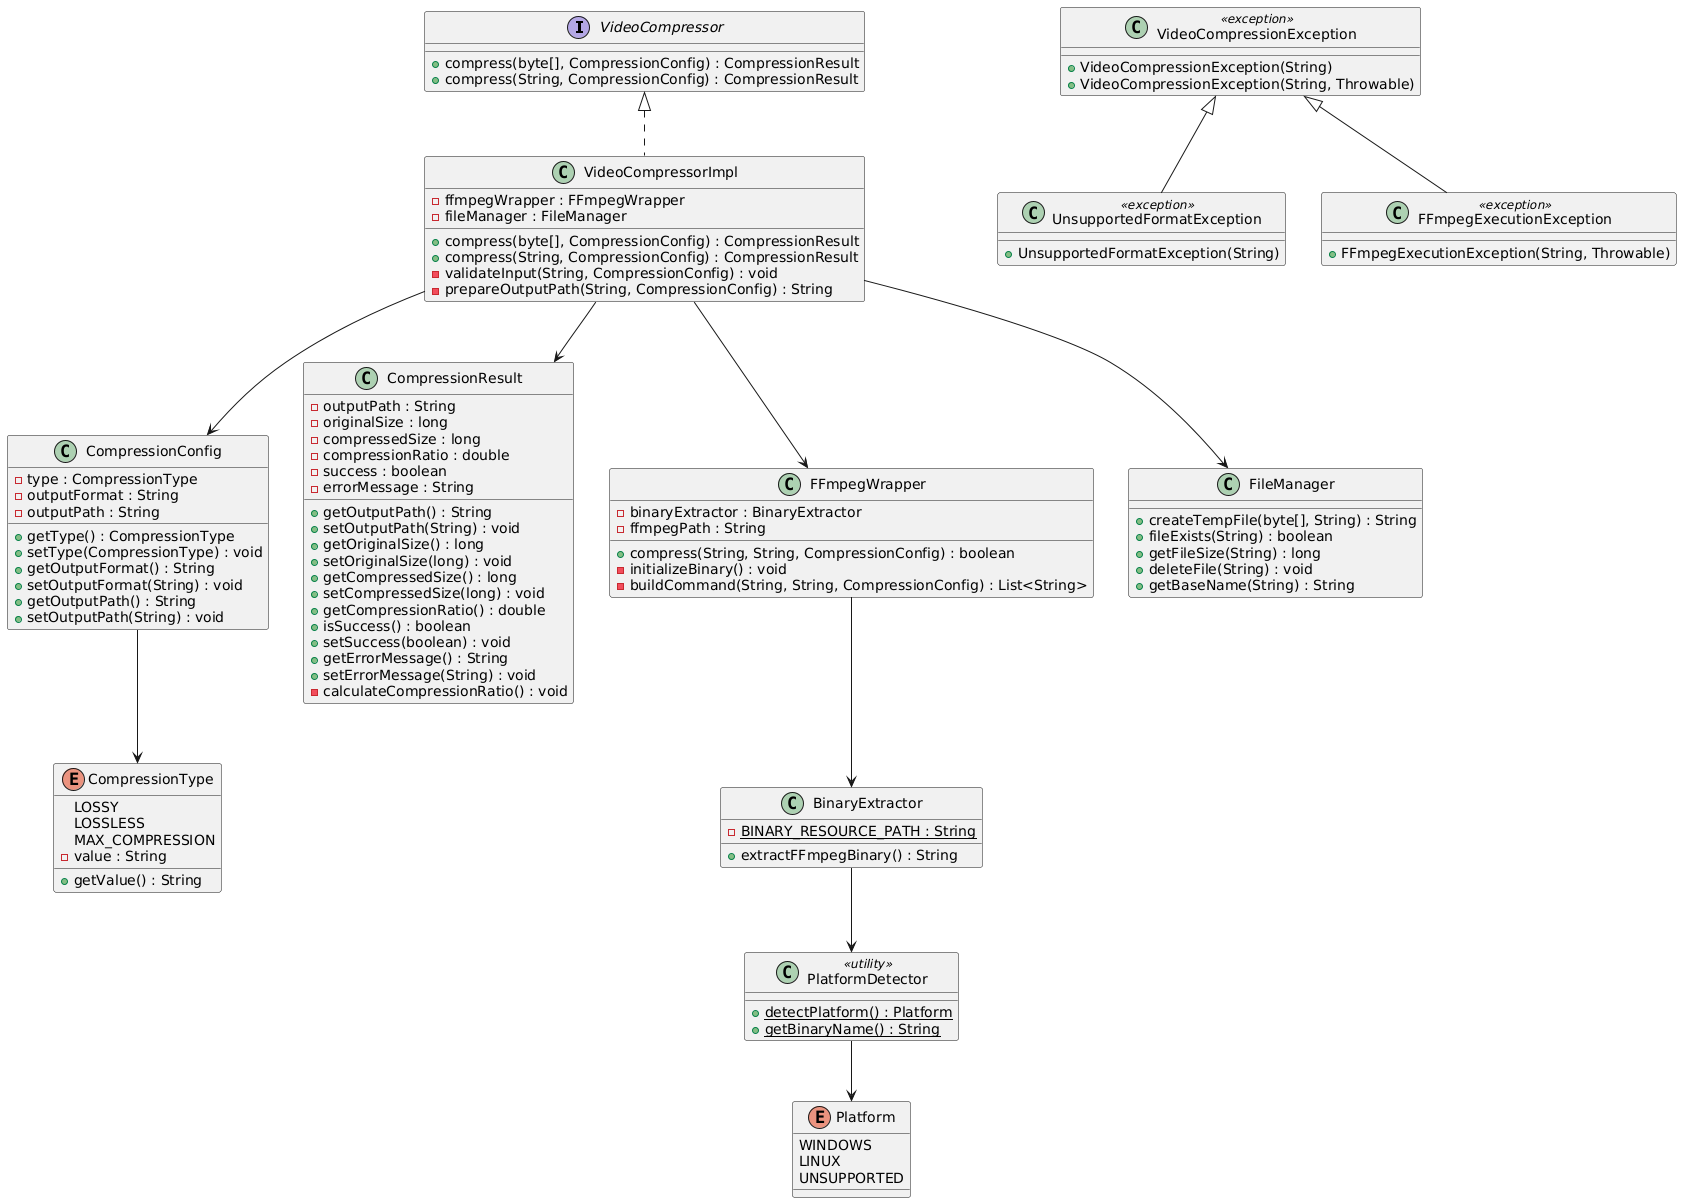 I VideoCompressor
compress(byte[], CompressionConfig) : CompressionResult
compress(String, CompressionConfig) : CompressionResult
«exception»
C VideoCompressionException
VideoCompressionException(String)
VideoCompressionException(String, Throwable)
C VideoCompressorImpl
ffmpegWrapper : FFmpegWrapper
fileManager : FileManager
compress(byte[], CompressionConfig) : CompressionResult
compress(String, CompressionConfig) : CompressionResult
validateInput(String, CompressionConfig) : void
prepareOutputPath(String, CompressionConfig) : String
«exception»
C UnsupportedFormatException
UnsupportedFormatException(String)
«exception»
C FFmpegExecutionException
FFmpegExecutionException(String, Throwable)
C CompressionConfig
type : CompressionType
outputFormat : String
outputPath : String
getType() : CompressionType
setType(CompressionType) : void
getOutputFormat() : String
setOutputFormat(String) : void
getOutputPath() : String
setOutputPath(String) : void
C CompressionResult
outputPath : String
originalSize : long
compressedSize : long
compressionRatio : double
success : boolean
errorMessage : String
getOutputPath() : String
setOutputPath(String) : void
getOriginalSize() : long
setOriginalSize(long) : void
getCompressedSize() : long
setCompressedSize(long) : void
getCompressionRatio() : double
isSuccess() : boolean
setSuccess(boolean) : void
getErrorMessage() : String
setErrorMessage(String) : void
calculateCompressionRatio() : void
C FFmpegWrapper
binaryExtractor : BinaryExtractor
ffmpegPath : String
compress(String, String, CompressionConfig) : boolean
initializeBinary() : void
buildCommand(String, String, CompressionConfig) : List<String>
C FileManager
createTempFile(byte[], String) : String
fileExists(String) : boolean
getFileSize(String) : long
deleteFile(String) : void
getBaseName(String) : String
E CompressionType
LOSSY
LOSSLESS
MAX_COMPRESSION
value : String
getValue() : String
C BinaryExtractor
BINARY_RESOURCE_PATH : String
extractFFmpegBinary() : String
«utility»
C PlatformDetector
detectPlatform() : Platform
getBinaryName() : String
E Platform
WINDOWS
LINUX
UNSUPPORTED